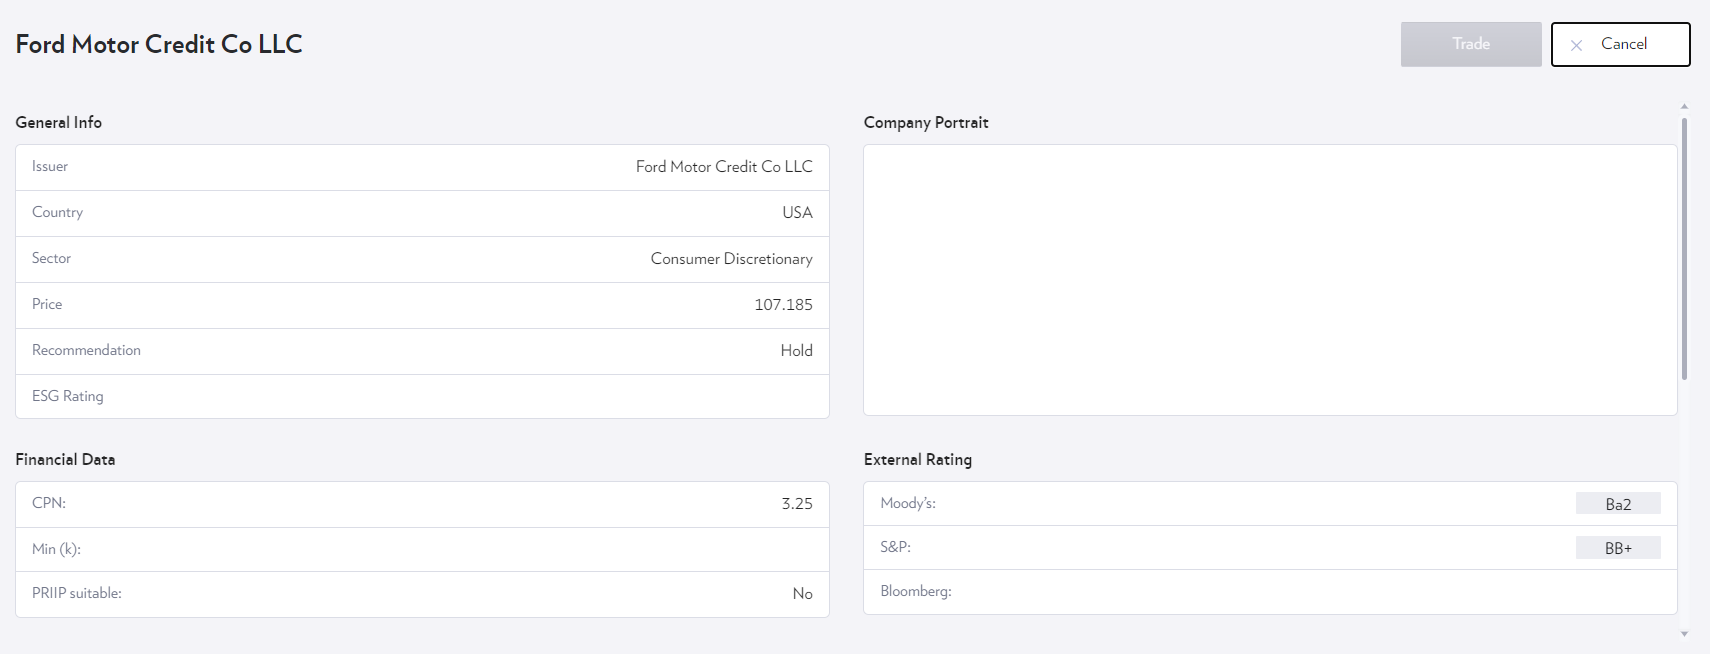 Ford Motor Credit Co LLC
Trade
Cancel
General Info
Issuer Ford Motor Credit Co LLC
Country USA
Sector Consumer Discretionary
Price 107.185
Recommendation Hold
ESG Rating
Company Portrait
Financial Data
CPN: 3.25
Min (k):
PRIIP suitable: No
External Rating
Moody's: Ba2
S&P: BB+
Bloomberg: